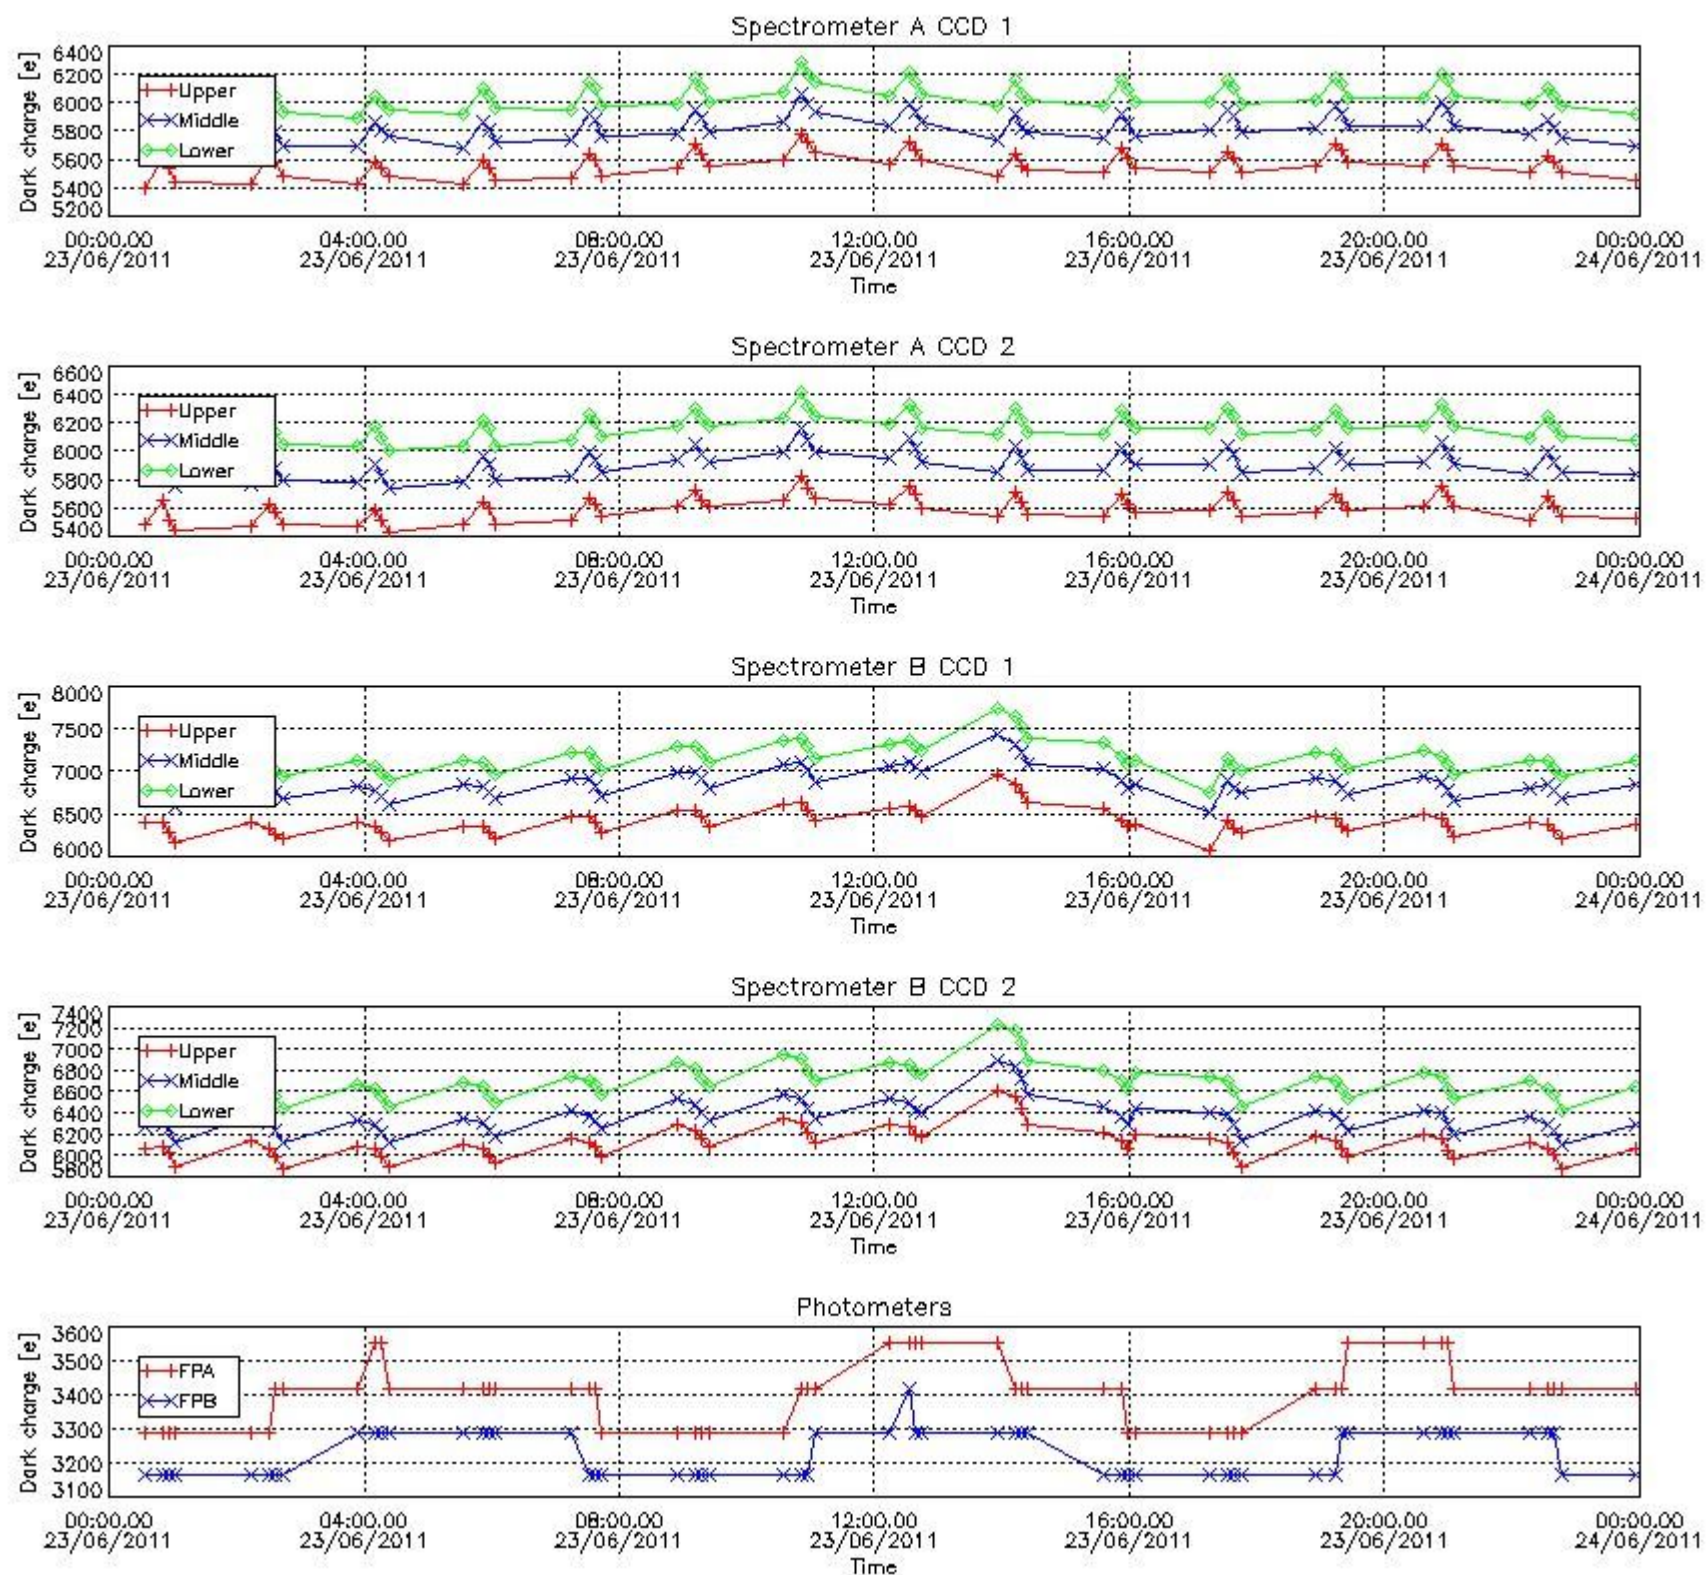 Spectrometer A CCD 1
Dark charge [e]
6400
6200
6000
5800
5600
5400
5200
Upper
Middle
Lower
00:00.00 04:00.00 08:00.00 12:00.00 16:00.00 20:00.00 00:00.00
23/06/2011 23/06/2011 23/06/2011 23/06/2011 23/06/2011 23/06/2011 24/06/2011
Time
Spectrometer A CCD 2
Dark charge [e]
6600
6400
6200
6000
5800
5600
5400
Upper
Middle
Lower
00:00.00 04:00.00 08:00.00 12:00.00 16:00.00 20:00.00 00:00.00
23/06/2011 23/06/2011 23/06/2011 23/06/2011 23/06/2011 23/06/2011 24/06/2011
Time
Spectrometer B CCD 1
Dark charge [e]
8000
7500
7000
6500
6000
Upper
Middle
Lower
00:00.00 04:00.00 08:00.00 12:00.00 16:00.00 20:00.00 00:00.00
23/06/2011 23/06/2011 23/06/2011 23/06/2011 23/06/2011 23/06/2011 24/06/2011
Time
Spectrometer B CCD 2
Dark charge [e]
7400
7200
7000
6800
6600
6400
6200
6000
5800
Upper
Middle
Lower
00:00.00 04:00.00 08:00.00 12:00.00 16:00.00 20:00.00 00:00.00
23/06/2011 23/06/2011 23/06/2011 23/06/2011 23/06/2011 23/06/2011 24/06/2011
Time
Photometers
Dark charge [e]
3600
3500
3400
3300
3200
3100
FPA
FPB
00:00.00 04:00.00 08:00.00 12:00.00 16:00.00 20:00.00 00:00.00
23/06/2011 23/06/2011 23/06/2011 23/06/2011 23/06/2011 23/06/2011 24/06/2011
Time